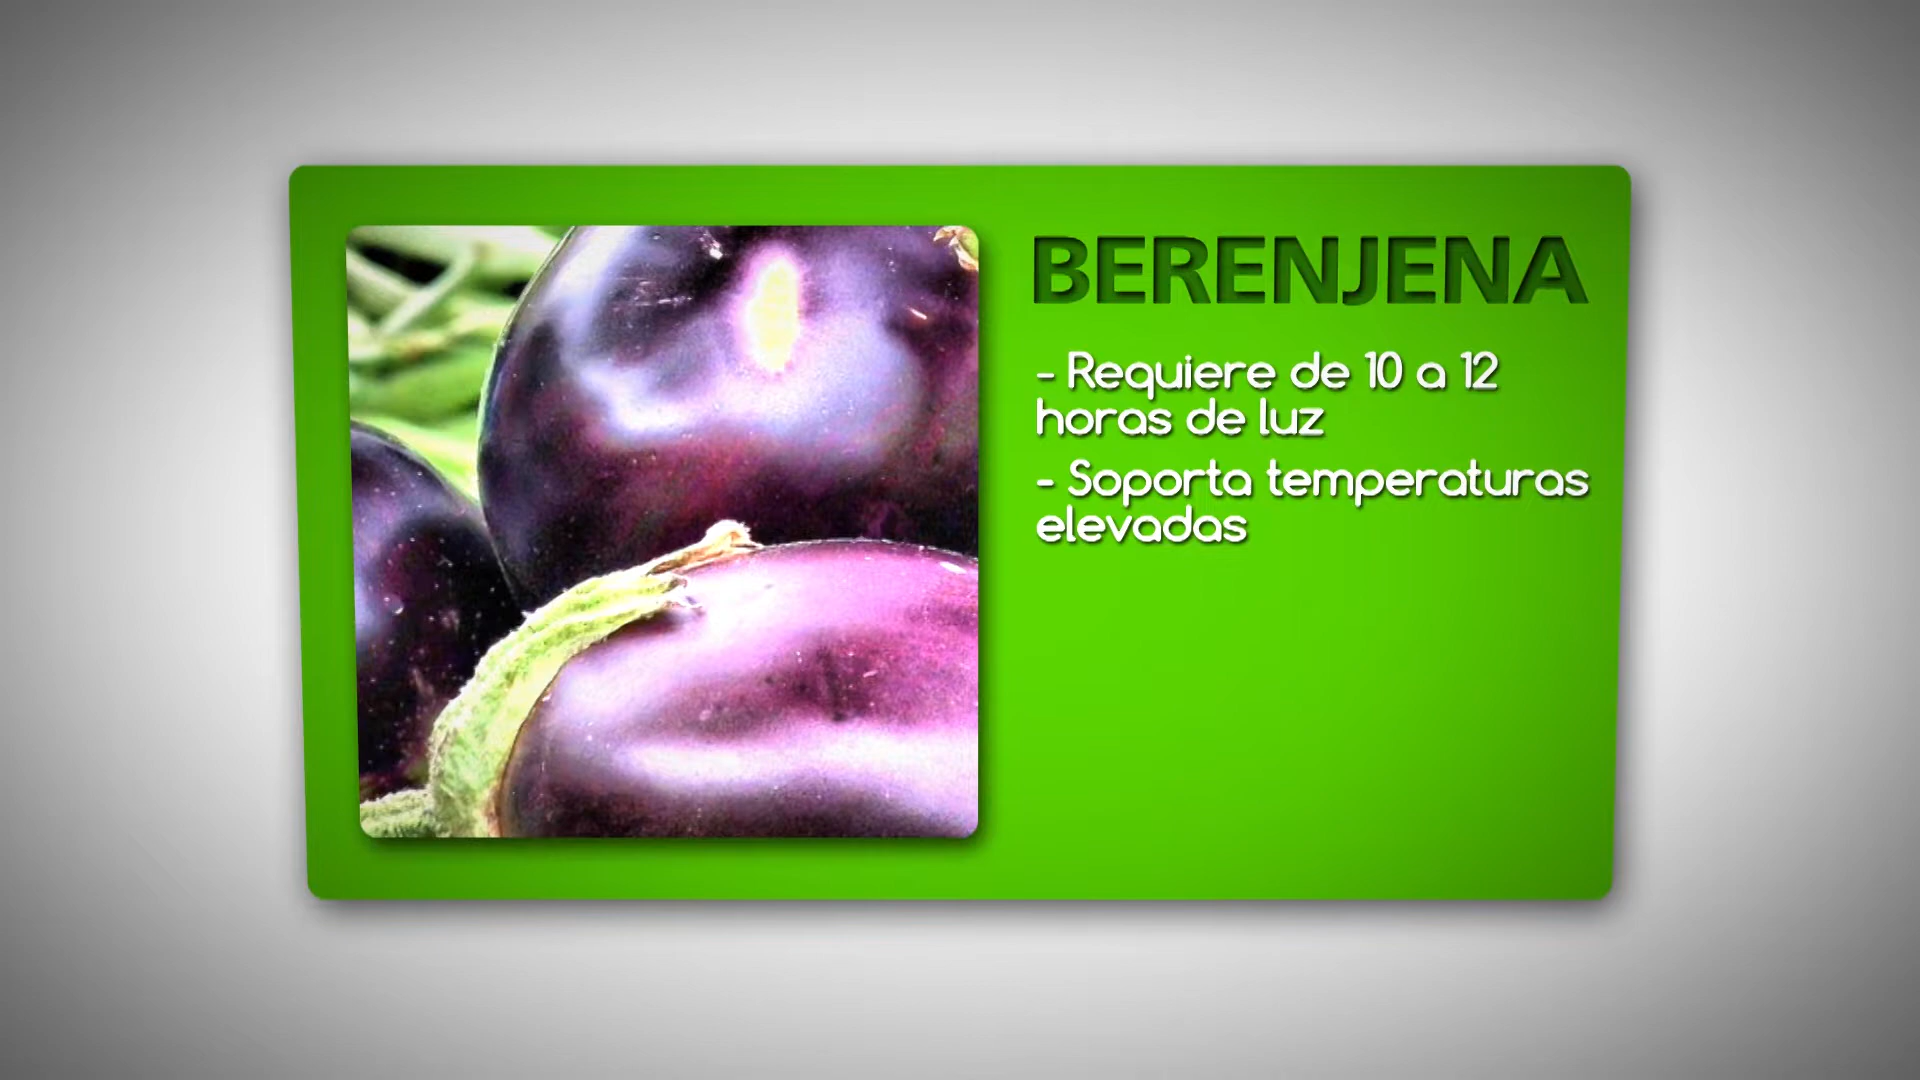 BERENJENA
- Requiere de 10 a 12
horas de luz
- Soporta temperaturas
elevadas